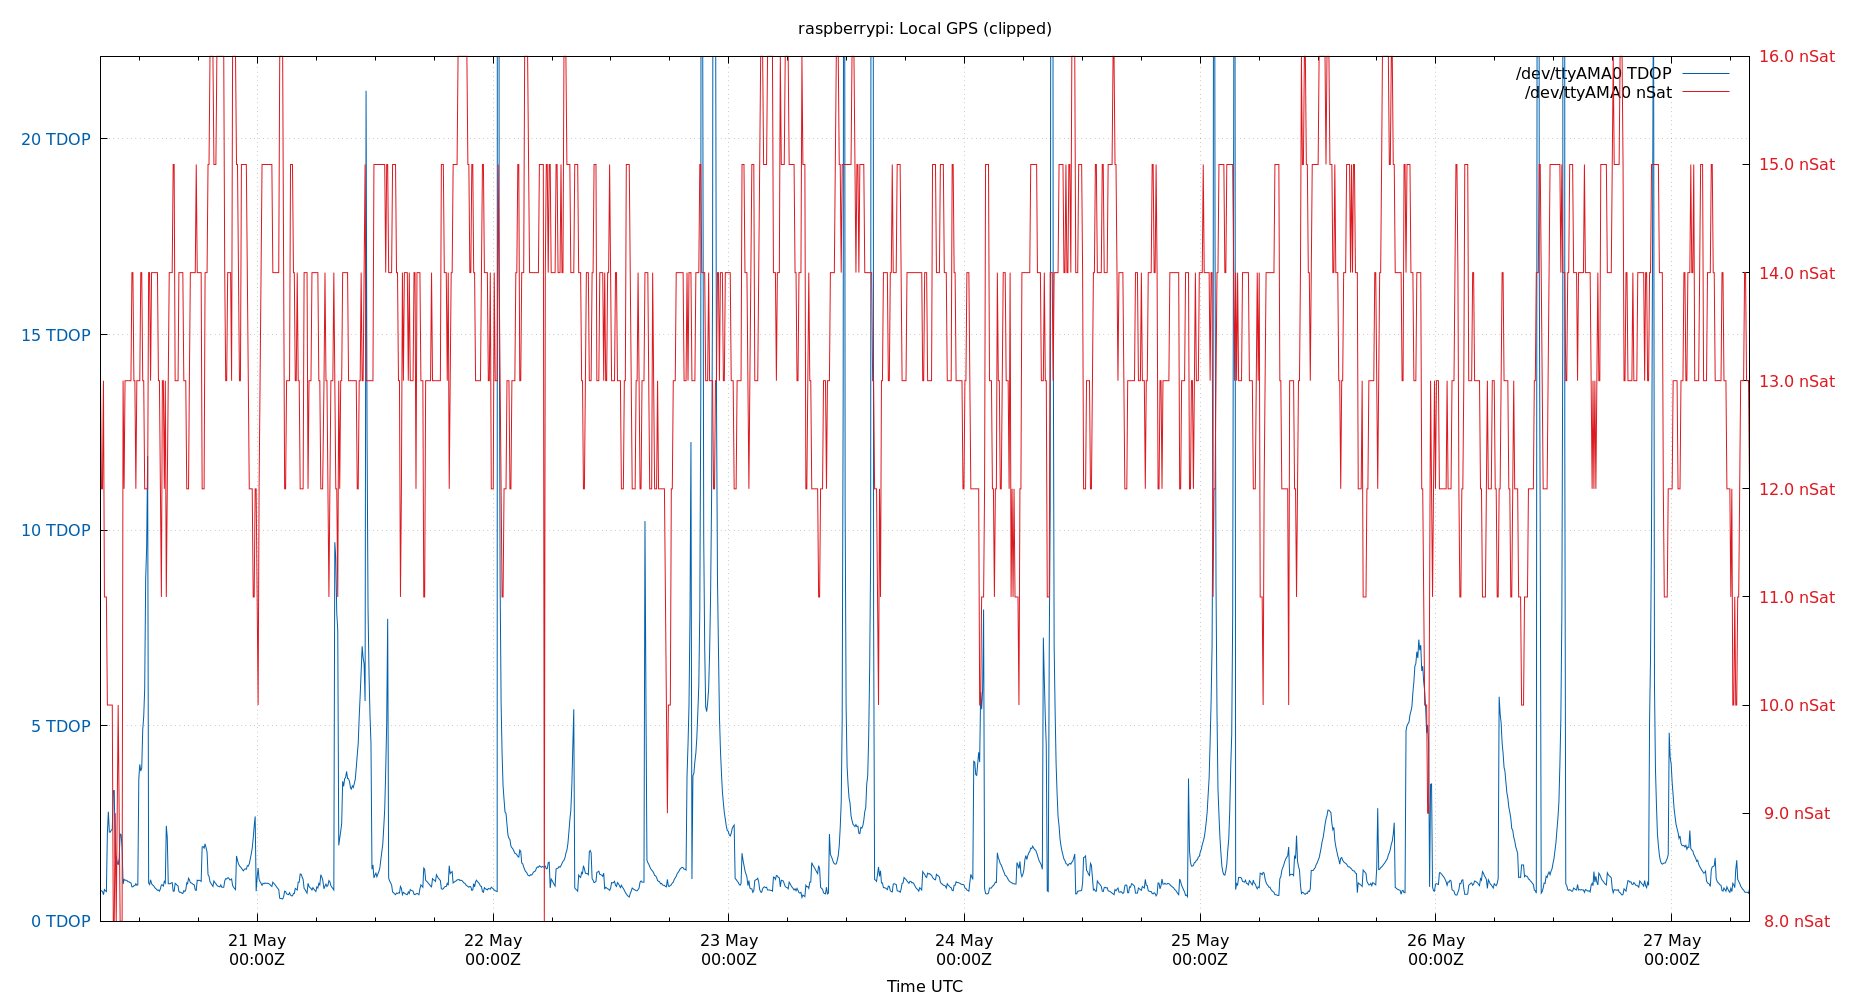 raspberrypi: Local GPS (clipped)
/dev/ttyAMA0 TDOP
/dev/ttyAMA0 nSat
20 TDOP
15 TDOP
10 TDOP
5 TDOP
0 TDOP
16.0 nSat
15.0 nSat
14.0 nSat
13.0 nSat
12.0 nSat
11.0 nSat
10.0 nSat
9.0 nSat
8.0 nSat
21 May 22 May 23 May 24 May 25 May 26 May 27 May
00:00Z 00:00Z 00:00Z 00:00Z 00:00Z 00:00Z 00:00Z
Time UTC